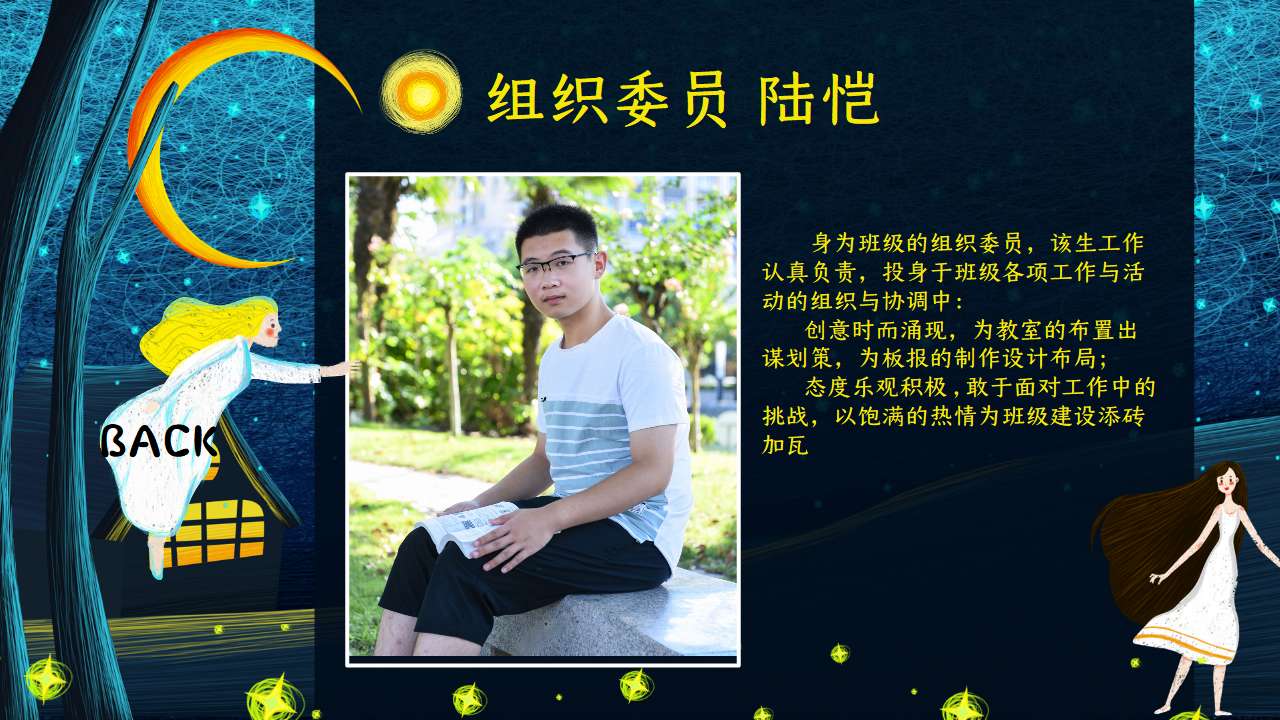 组织委员 陆恺
身为班级的组织委员，该生工作
认真负责，投身于班级各项工作与活
动的组织与协调中：
创意时而涌现，为教室的布置出
谋划策，为板报的制作设计布局；
态度乐观积极，敢于面对工作中的
挑战，以饱满的热情为班级建设添砖
加瓦
BACK